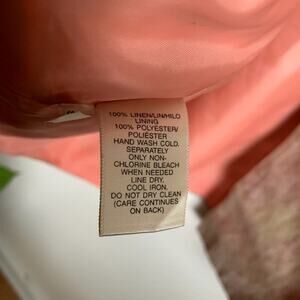 100% LINEN/LIN/HILO
LINING
100% POLYESTER/
POLIÉSTER
HAND WASH COLD.
SEPARATELY
ONLY NON-
CHLORINE BLEACH
WHEN NEEDED
LINE DRY.
COOL IRON.
DO NOT DRY CLEAN
(CARE CONTINUES
ON BACK)